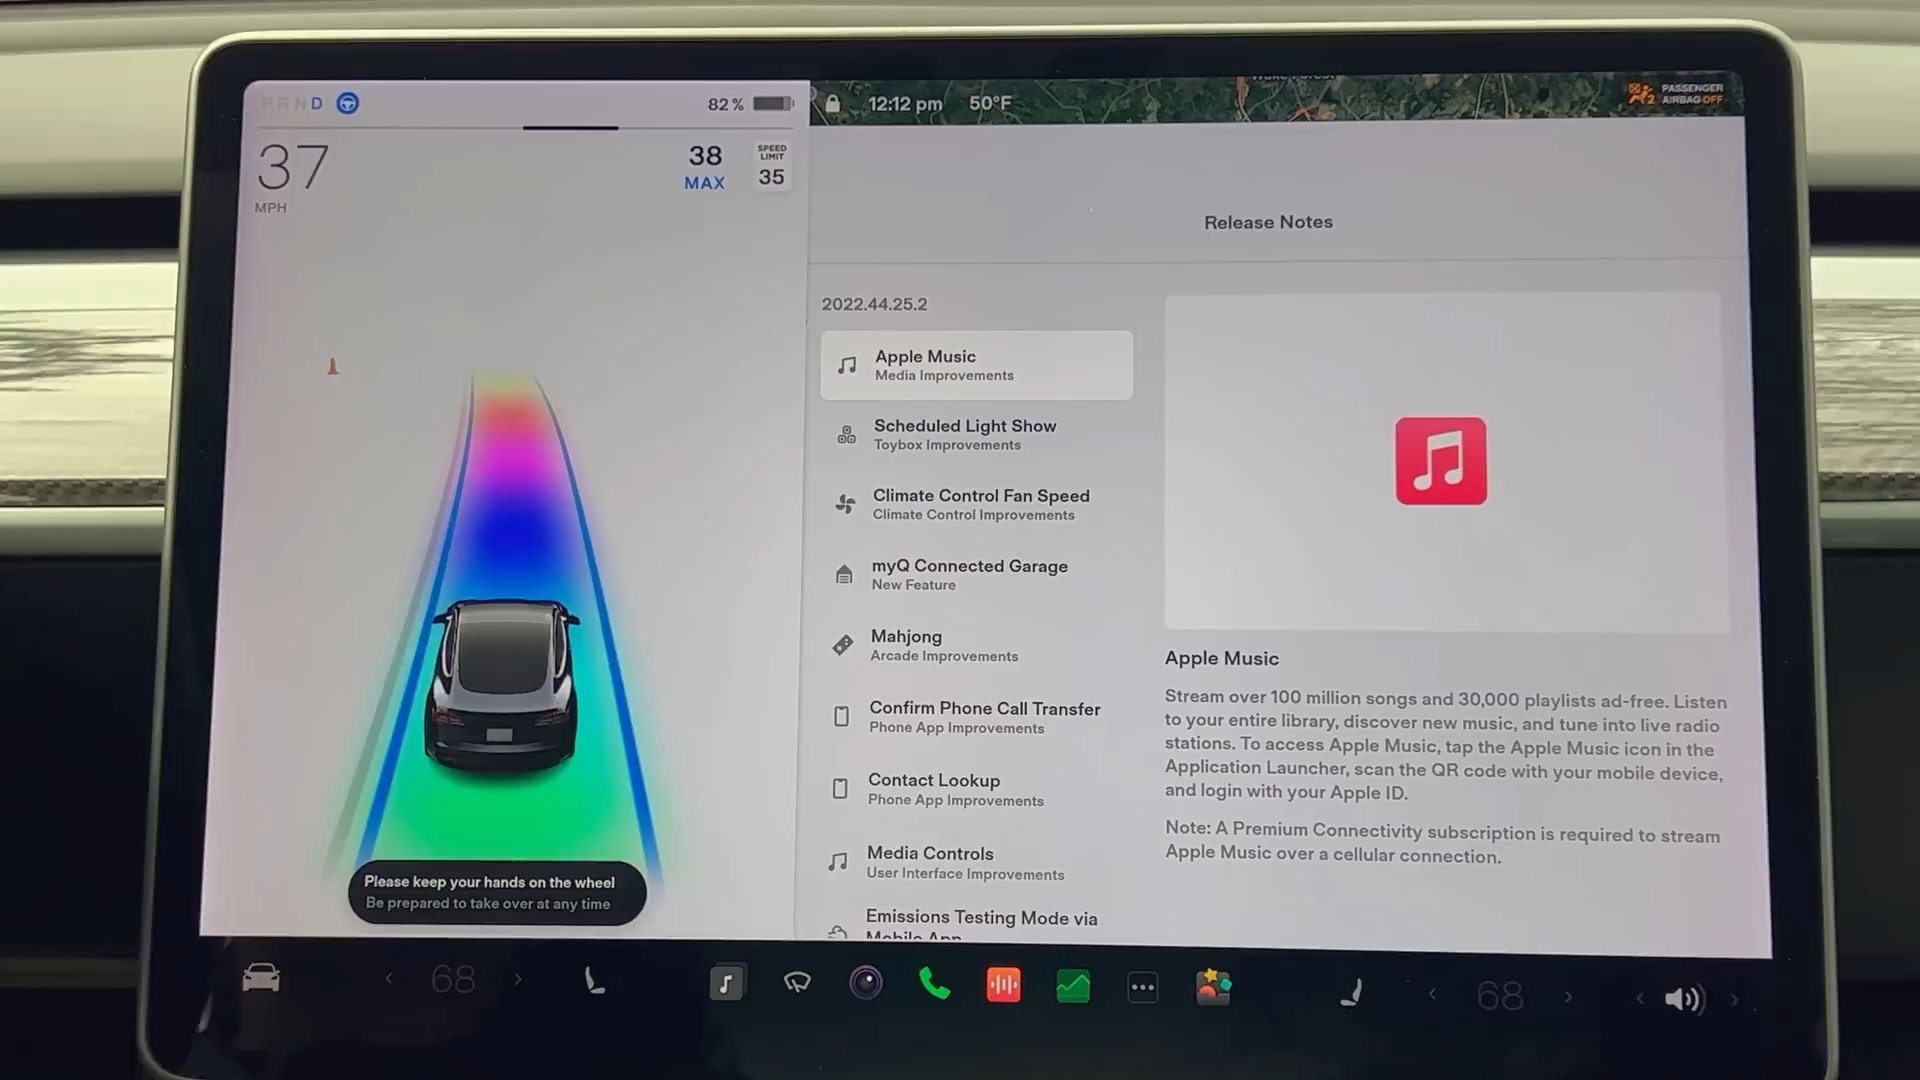 PRND
82 %
37
MPH
38
MAX
SPEED
LIMIT
35
Please keep your hands on the wheel
Be prepared to take over at any time
12:12 pm
50°F
Wake Forest
PASSENGER
AIRBAG OFF
Release Notes
2022.44.25.2
Apple Music
Media Improvements
Scheduled Light Show
Toybox Improvements
Climate Control Fan Speed
Climate Control Improvements
myQ Connected Garage
New Feature
Mahjong
Arcade Improvements
Confirm Phone Call Transfer
Phone App Improvements
Contact Lookup
Phone App Improvements
Media Controls
User Interface Improvements
Emissions Testing Mode via
Mobile App
Apple Music
Stream over 100 million songs and 30,000 playlists ad-free. Listen
to your entire library, discover new music, and tune into live radio
stations. To access Apple Music, tap the Apple Music icon in the
Application Launcher, scan the QR code with your mobile device,
and login with your Apple ID.
Note: A Premium Connectivity subscription is required to stream
Apple Music over a cellular connection.
68
68